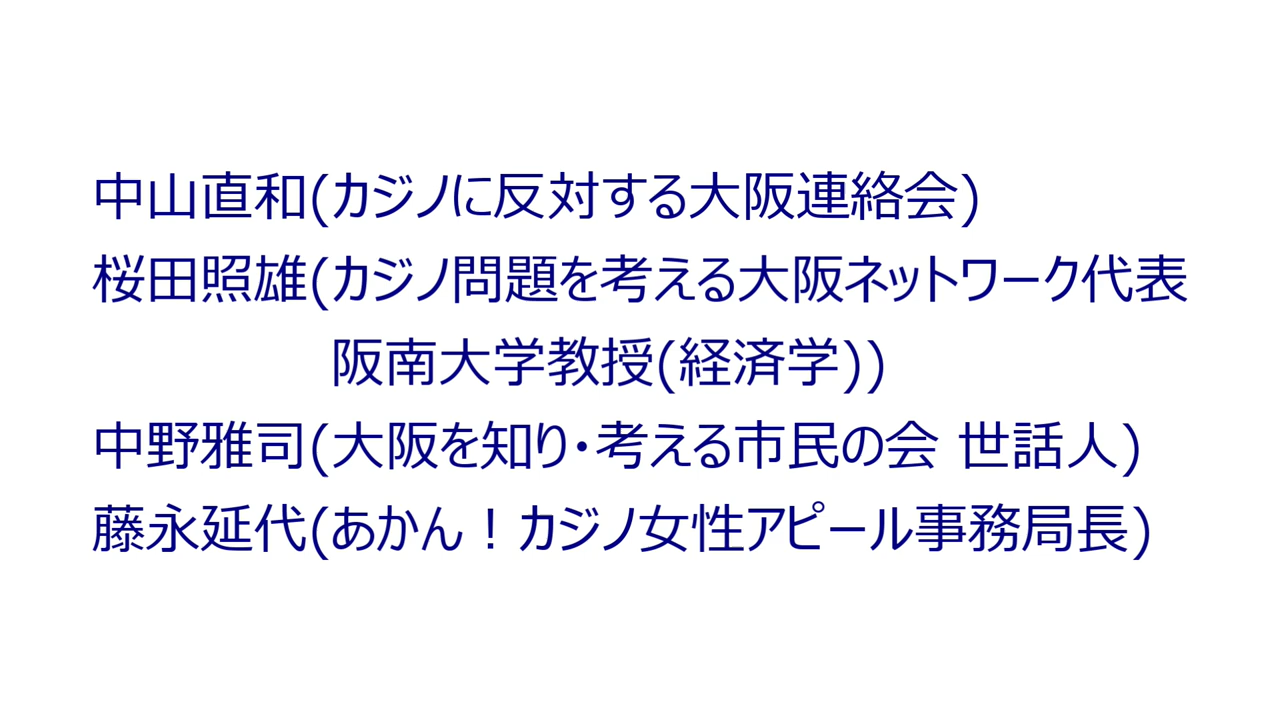 中山直和(カジノに反対する大阪連絡会)
桜田照雄(カジノ問題を考える大阪ネットワーク代表
阪南大学教授(経済学))
中野雅司(大阪を知り・考える市民の会 世話人)
藤永延代(あかん！カジノ女性アピール事務局長)